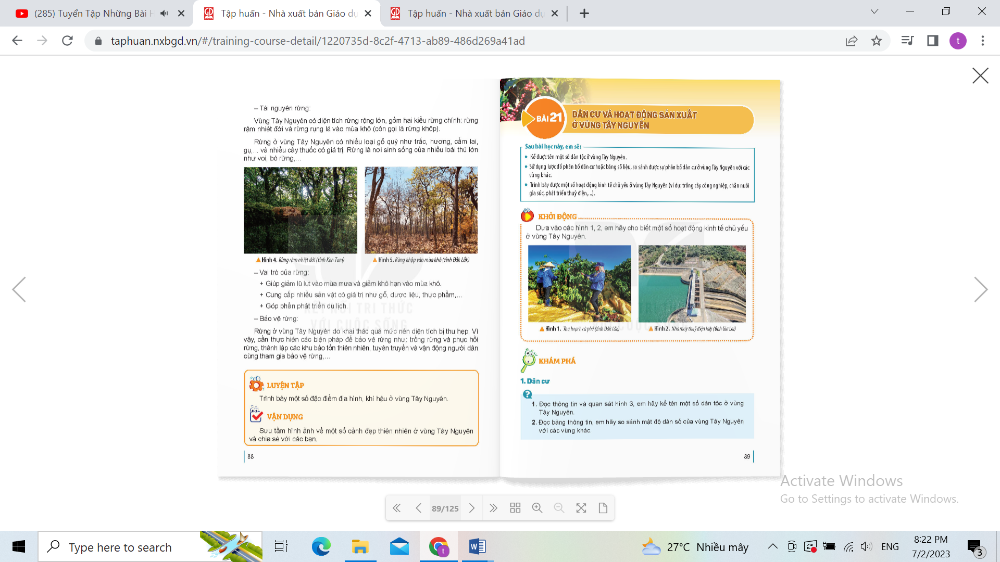 (285) Tuyển Tập Những Bài H
Tập huấn - Nhà xuất bản Giáo dụ
Tập huấn - Nhà xuất bản Giáo dụ
taphuan.nxbgd.vn/#/training-course-detail/1220735d-8c2f-4713-ab89-486d269a41ad
t
– Tài nguyên rừng:
Vùng Tây Nguyên có diện tích rừng rộng lớn, gồm hai kiểu rừng chính: rừng
rậm nhiệt đới và rừng rụng lá vào mùa khô (còn gọi là rừng khộp).
Rừng ở vùng Tây Nguyên có nhiều loại gỗ quý như trắc, hương, cẩm lai,
gụ,... và nhiều cây thuốc có giá trị. Rừng là nơi sinh sống của nhiều loài thú lớn
như voi, bò rừng,...
Hình 4. Rừng rậm nhiệt đới (tỉnh Kon Tum)
Hình 5. Rừng khộp vào mùa khô (tỉnh Đắk Lắk)
– Vai trò của rừng:
+ Giúp giảm lũ lụt vào mùa mưa và giảm khô hạn vào mùa khô.
+ Cung cấp nhiều sản vật có giá trị như gỗ, dược liệu, thực phẩm,...
+ Góp phần phát triển du lịch.
KẾT NỐI TRI THỨC
VỚI CUỘC SỐNG
– Bảo vệ rừng:
Rừng ở vùng Tây Nguyên do khai thác quá mức nên diện tích bị thu hẹp. Vì
vậy, cần thực hiện các biện pháp để bảo vệ rừng như: trồng rừng và phục hồi
rừng, thành lập các khu bảo tồn thiên nhiên, tuyên truyền và vận động người dân
cùng tham gia bảo vệ rừng,...
LUYỆN TẬP
Trình bày một số đặc điểm địa hình, khí hậu ở vùng Tây Nguyên.
VẬN DỤNG
Sưu tầm hình ảnh về một số cảnh đẹp thiên nhiên ở vùng Tây Nguyên
và chia sẻ với các bạn.
88
BÀI 21
DÂN CƯ VÀ HOẠT ĐỘNG SẢN XUẤT
Ở VÙNG TÂY NGUYÊN
Sau bài học này, em sẽ:
• Kể được tên một số dân tộc ở vùng Tây Nguyên.
• Sử dụng lược đồ phân bố dân cư hoặc bảng số liệu, so sánh được sự phân bố dân cư ở vùng Tây Nguyên với các
vùng khác.
• Trình bày được một số hoạt động kinh tế chủ yếu ở vùng Tây Nguyên (ví dụ: trồng cây công nghiệp, chăn nuôi
gia súc, phát triển thuỷ điện,...).
KHỞI ĐỘNG
Dựa vào các hình 1, 2, em hãy cho biết một số hoạt động kinh tế chủ yếu
ở vùng Tây Nguyên.
Hình 1. Thu hoạch cà phê (tỉnh Đắk Lắk)
Hình 2. Nhà máy thuỷ điện Ialy (tỉnh Gia Lai)
KHÁM PHÁ
1. Dân cư
?
1. Đọc thông tin và quan sát hình 3, em hãy kể tên một số dân tộc ở vùng
Tây Nguyên.
2. Đọc bảng thông tin, em hãy so sánh mật độ dân số của vùng Tây Nguyên
với các vùng khác.
89
Activate Windows
Go to Settings to activate Windows.
89/125
Type here to search
27°C Nhiều mây
ENG
8:22 PM
7/2/2023
3